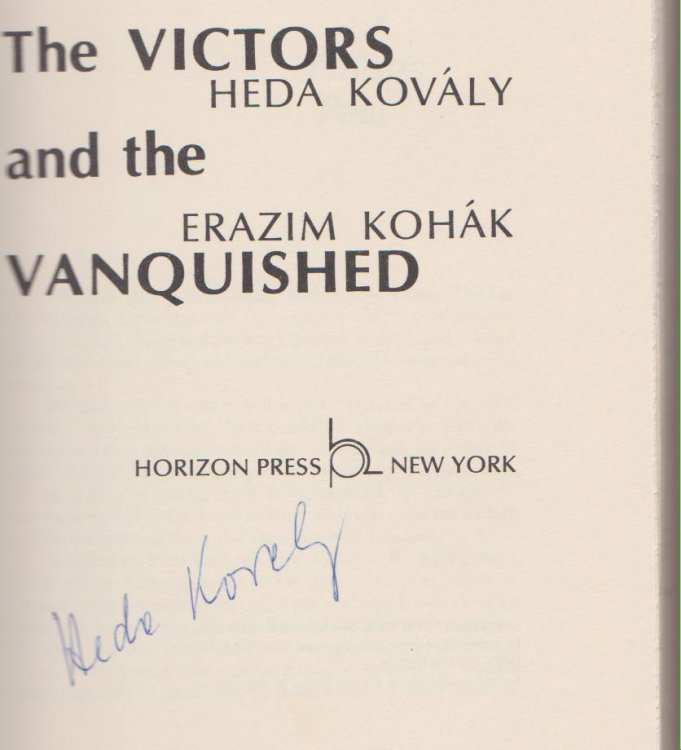 The VICTORS
HEDA KOVÁLY
and the
ERAZIM KOHÁK
VANQUISHED
HORIZON PRESS NEW YORK
Heda Kovaly